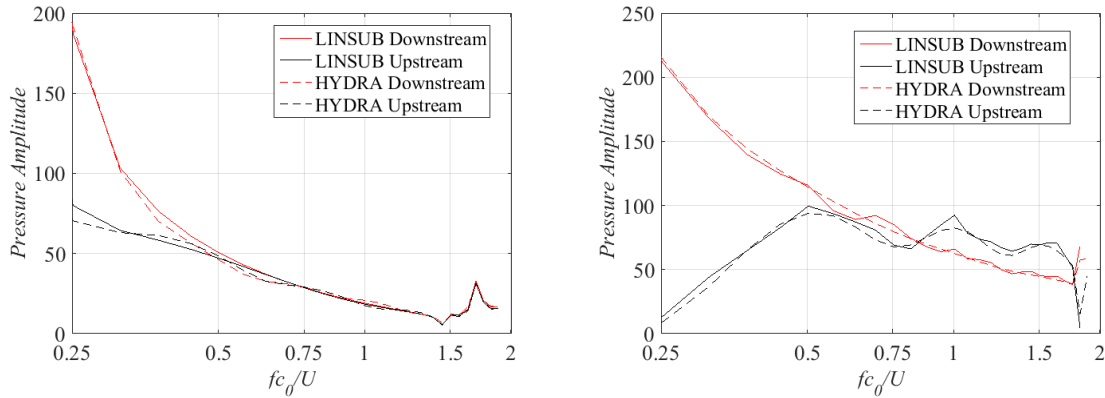 200
150
100
50
0
Pressure Amplitude
LINSUB Downstream
LINSUB Upstream
HYDRA Downstream
HYDRA Upstream
0.25 0.5 0.75 1 1.5 2
fc0/U
250
200
150
100
50
0
Pressure Amplitude
LINSUB Downstream
LINSUB Upstream
HYDRA Downstream
HYDRA Upstream
0.25 0.5 0.75 1 1.5 2
fc0/U